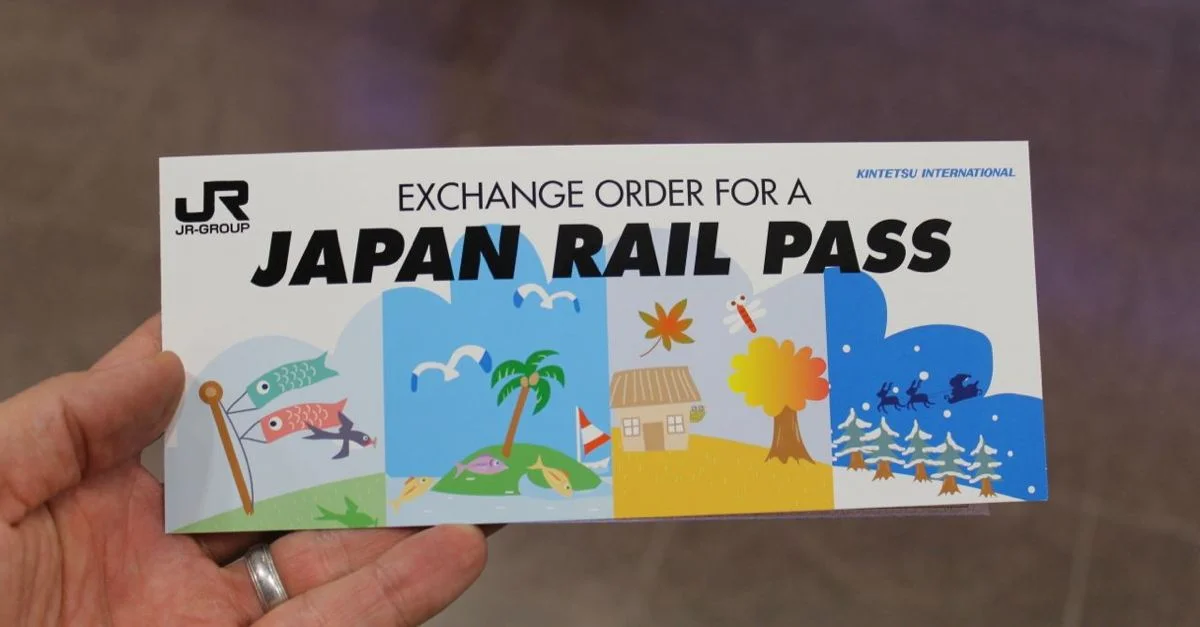 JR
JR-GROUP
KINTETSU INTERNATIONAL
EXCHANGE ORDER FOR A
JAPAN RAIL PASS